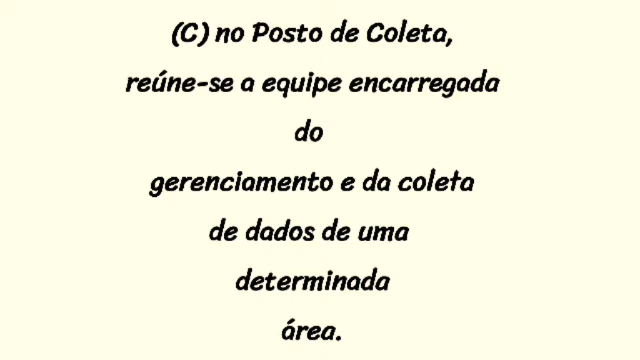 (C) no Posto de Coleta,
reúne-se a equipe encarregada
do
gerenciamento e da coleta
de dados de uma
determinada
área.